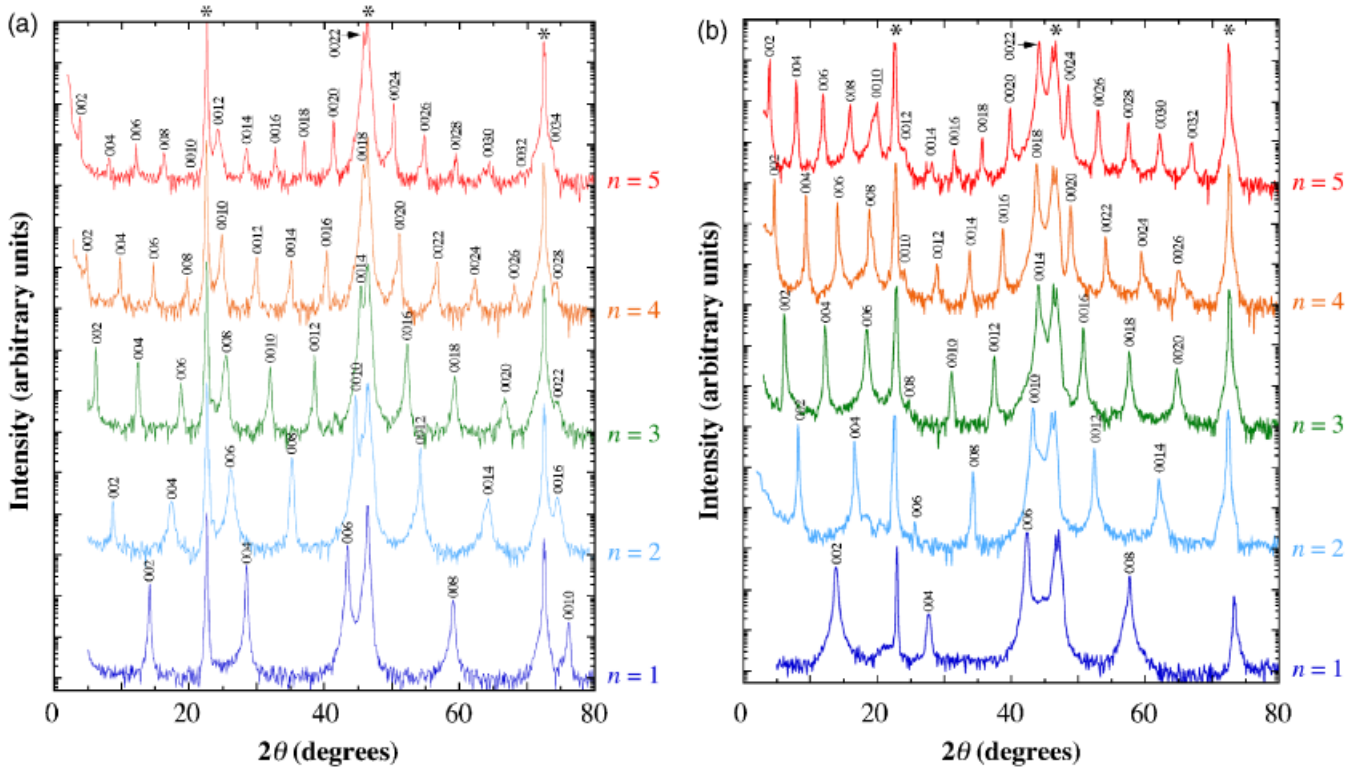 (a)
* * *
0022
002 004 006 008 0010 0012 0014 0016 0018 0020 0024 0026 0028 0030 0032 0034
n = 5
002 004 006 008 0010 0012 0014 0016 0018 0020 0022 0024 0026 0028
n = 4
002 004 006 008 0010 0012 0014 0016 0018 0020 0022
n = 3
002 004 006 008 0010 0012 0014 0016
n = 2
002 004 006 008 0010
n = 1
Intensity (arbitrary units)
0 20 40 60 80
2θ (degrees)
(b)
* * *
0022
002 004 006 008 0010 0012 0014 0016 0018 0020 0024 0026 0028 0030 0032
n = 5
002 004 006 008 0010 0012 0014 0016 0018 0020 0022 0024 0026
n = 4
002 004 006 008 0010 0012 0014 0016 0018 0020
n = 3
002 004 006 008 0010 0012 0014
n = 2
002 004 006 008
n = 1
Intensity (arbitrary units)
0 20 40 60 80
2θ (degrees)